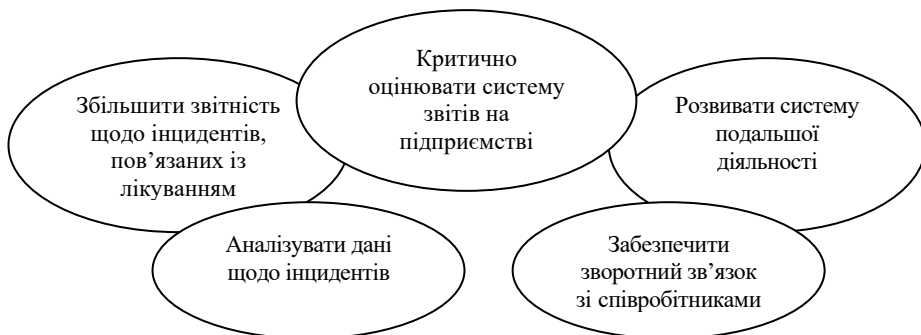 Критично
оцінювати систему
звітів на
підприємстві
Збільшити звітність
щодо інцидентів,
пов’язаних із
лікуванням
Розвивати систему
подальшої
діяльності
Аналізувати дані
щодо інцидентів
Забезпечити
зворотний зв’язок
зі співробітниками